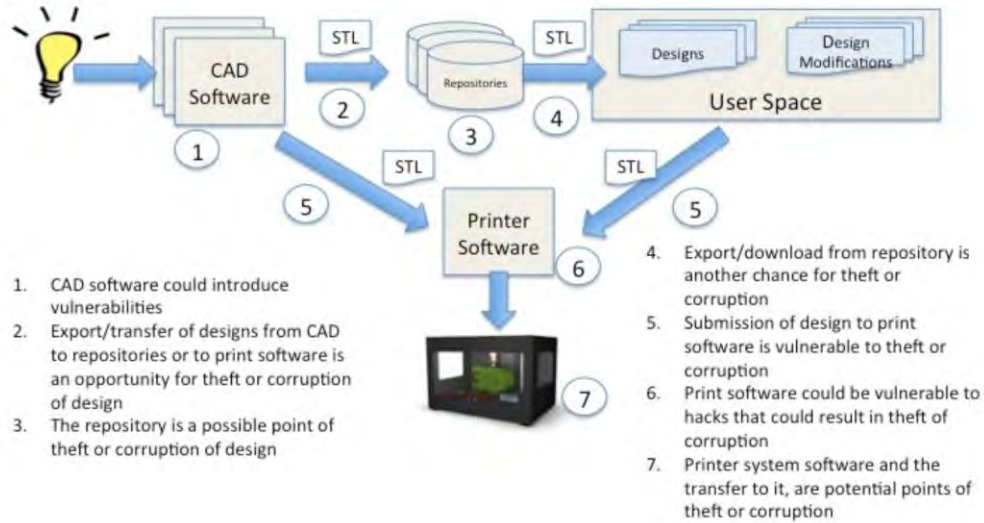 STL
STL
CAD
Software
Repositories
Designs
Design
Modifications
User Space
2
4
1
3
STL
STL
5
5
Printer
Software
6
7
1. CAD software could introduce
vulnerabilities
2. Export/transfer of designs from CAD
to repositories or to print software is
an opportunity for theft or corruption
of design
3. The repository is a possible point of
theft or corruption of design
4. Export/download from repository is
another chance for theft or
corruption
5. Submission of design to print
software is vulnerable to theft or
corruption
6. Print software could be vulnerable to
hacks that could result in theft of
corruption
7. Printer system software and the
transfer to it, are potential points of
theft or corruption